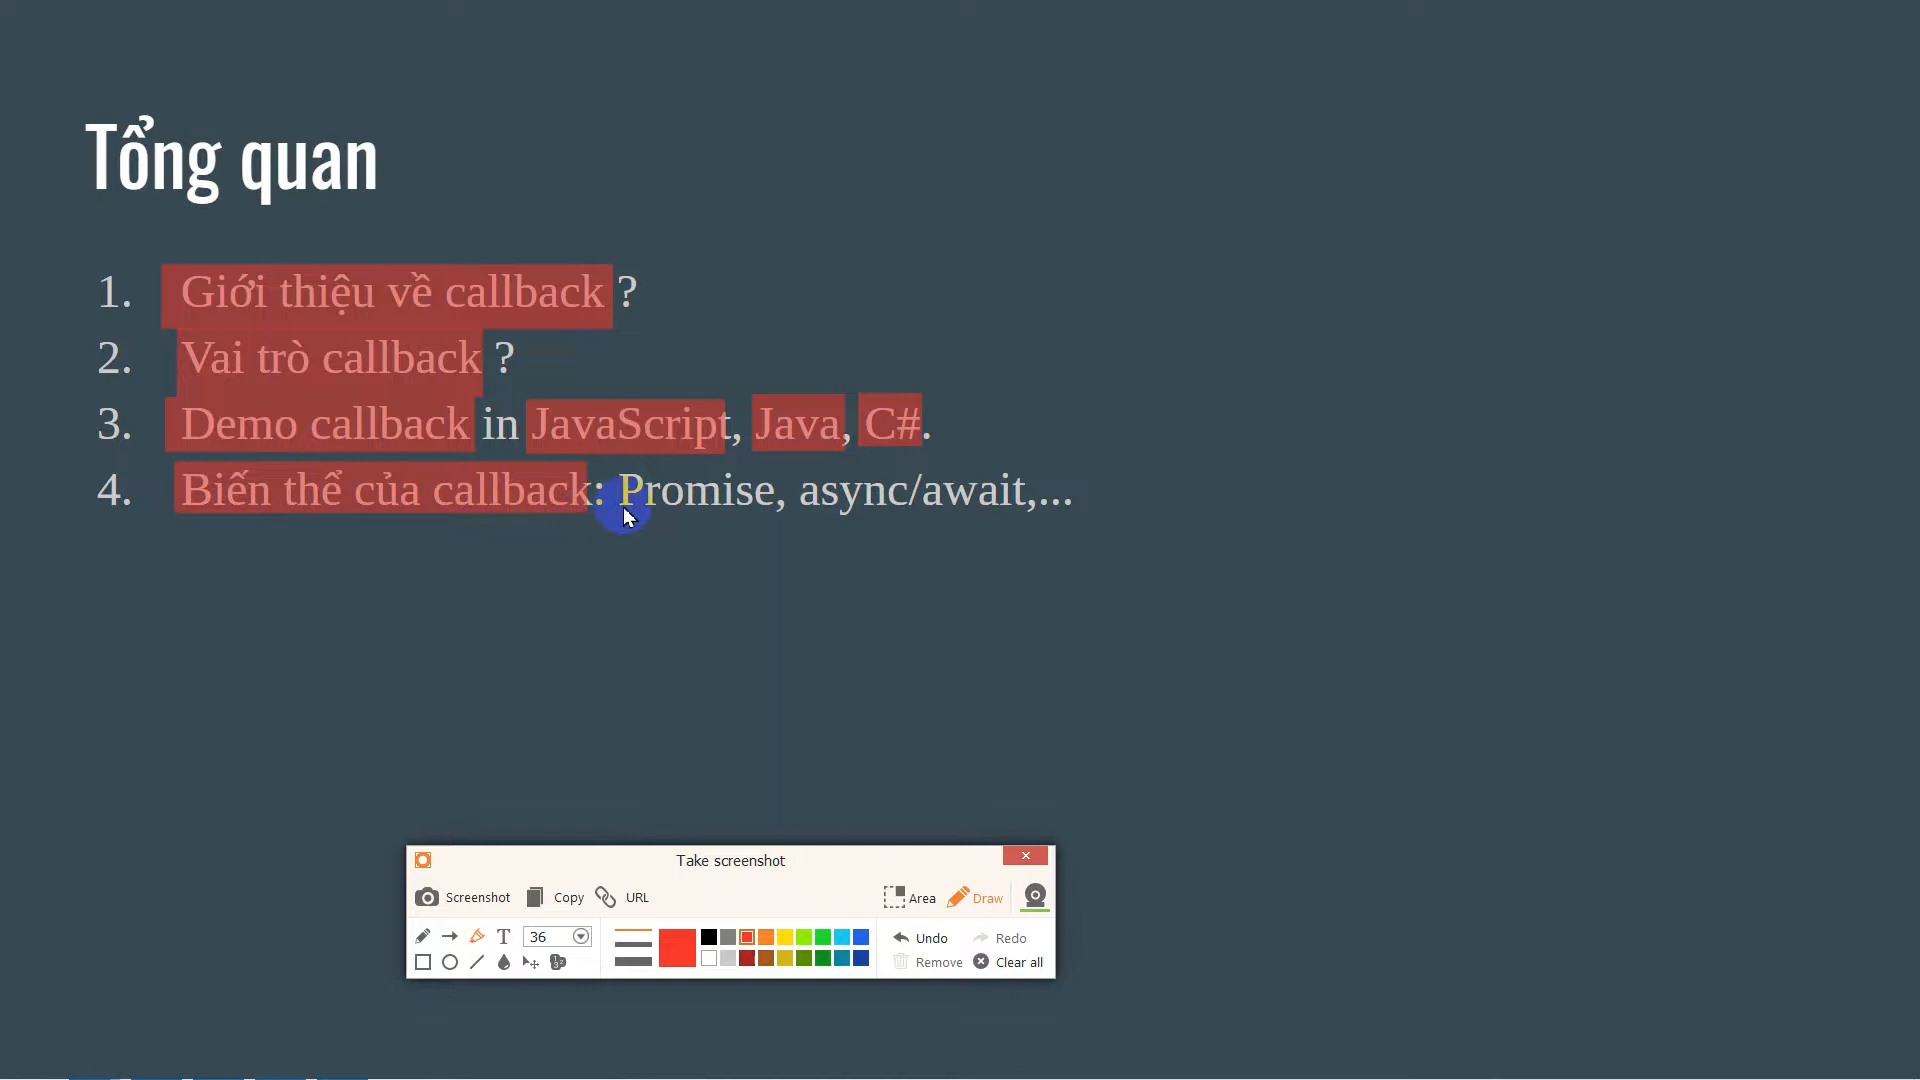 Tổng quan
1. Giới thiệu về callback ?
2. Vai trò callback ?
3. Demo callback in JavaScript, Java, C#.
4. Biến thể của callback: Promise, async/await,...
Take screenshot
Screenshot Copy URL Area Draw
T 36 Undo Redo
Remove Clear all